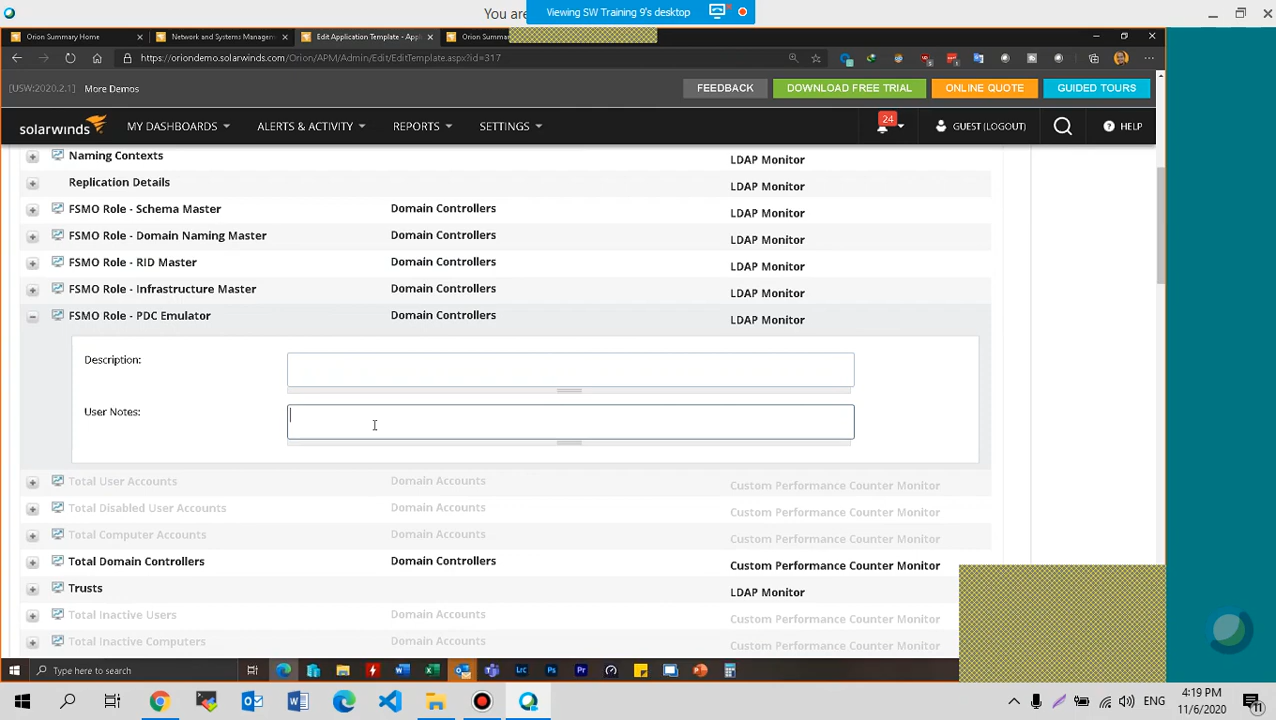 You are
Viewing SW Training 9's desktop
Orion Summary Home
Network and Systems Manageme
Edit Application Template - Appli
Orion Summa
https://oriondemo.solarwinds.com/Orion/APM/Admin/Edit/EditTemplate.aspx?id=317
[USW:2020.2.1] More Demos
FEEDBACK
DOWNLOAD FREE TRIAL
ONLINE QUOTE
GUIDED TOURS
solarwinds
MY DASHBOARDS
ALERTS & ACTIVITY
REPORTS
SETTINGS
24
GUEST (LOGOUT)
HELP
Naming Contexts LDAP Monitor
Replication Details LDAP Monitor
FSMO Role - Schema Master Domain Controllers LDAP Monitor
FSMO Role - Domain Naming Master Domain Controllers LDAP Monitor
FSMO Role - RID Master Domain Controllers LDAP Monitor
FSMO Role - Infrastructure Master Domain Controllers LDAP Monitor
FSMO Role - PDC Emulator Domain Controllers LDAP Monitor
Description:
User Notes:
Total User Accounts Domain Accounts Custom Performance Counter Monitor
Total Disabled User Accounts Domain Accounts Custom Performance Counter Monitor
Total Computer Accounts Domain Accounts Custom Performance Counter Monitor
Total Domain Controllers Domain Controllers Custom Performance Counter Monitor
Trusts LDAP Monitor
Total Inactive Users Domain Accounts Custom Performance Counter Monitor
Total Inactive Computers Domain Accounts Custom Performance Counter Monitor
Type here to search
ENG
4:19 PM
11/6/2020